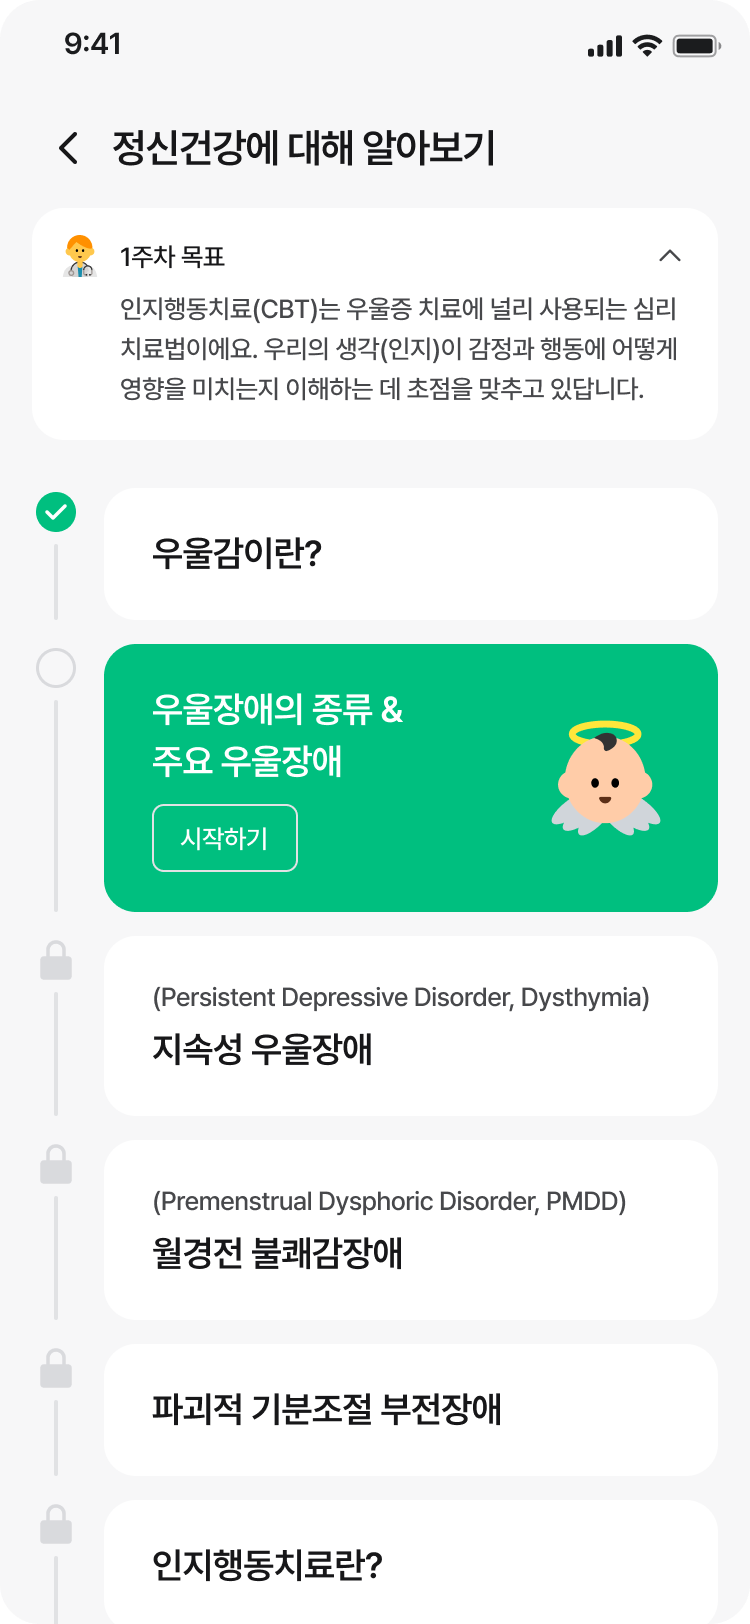 9:41
정신건강에 대해 알아보기
1주차 목표
인지행동치료(CBT)는 우울증 치료에 널리 사용되는 심리
치료법이에요. 우리의 생각(인지)이 감정과 행동에 어떻게
영향을 미치는지 이해하는 데 초점을 맞추고 있답니다.
우울감이란?
우울장애의 종류 &
주요 우울장애
시작하기
(Persistent Depressive Disorder, Dysthymia)
지속성 우울장애
(Premenstrual Dysphoric Disorder, PMDD)
월경전 불쾌감장애
파괴적 기분조절 부전장애
인지행동치료란?